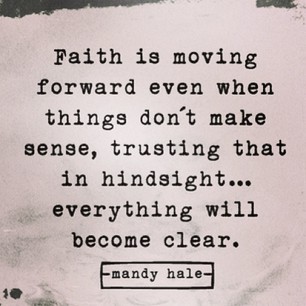 Faith is moving
forward even when
things don´t make
sense, trusting that
in hindsight...
everything will
become clear.
-mandy hale-